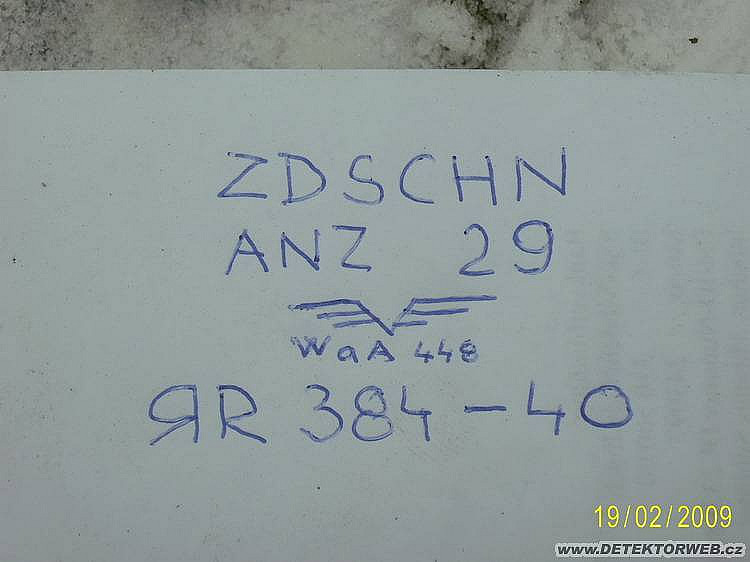 ZDSCHN
ANZ 29
WaA 448
ЯR 384-40
19/02/2009
www.DETEKTORWEB.cz